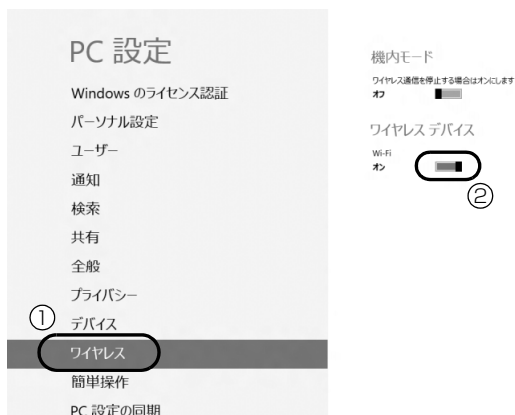 PC 設定
Windows のライセンス認証
パーソナル設定
ユーザー
通知
検索
共有
全般
プライバシー
① デバイス
ワイヤレス
簡単操作
PC 設定の同期
機内モード
ワイヤレス通信を停止する場合はオンにします
オフ
ワイヤレス デバイス
Wi-Fi
オン
②